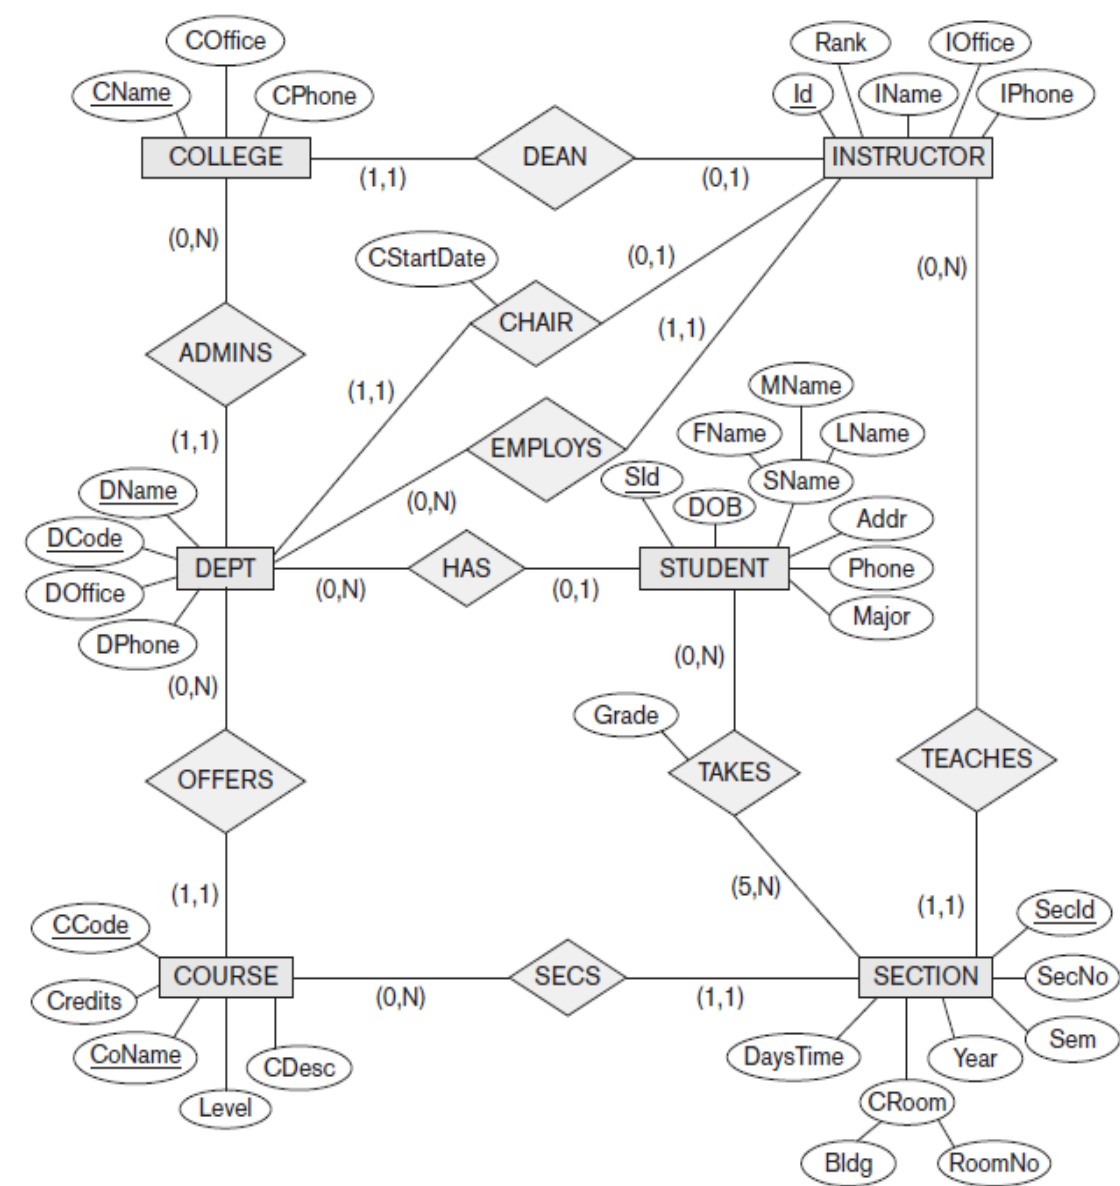 COffice
Rank
IOffice
CName
CPhone
Id
IName
IPhone
COLLEGE
DEAN
INSTRUCTOR
(1,1)
(0,1)
(0,N)
CStartDate
(0,1)
(0,N)
CHAIR
(1,1)
ADMINS
(1,1)
MName
(1,1)
EMPLOYS
FName
LName
DName
(0,N)
SId
SName
DCode
DOB
Addr
DEPT
HAS
STUDENT
Phone
DOffice
(0,N)
(0,1)
Major
DPhone
(0,N)
(0,N)
Grade
OFFERS
TAKES
TEACHES
(1,1)
(5,N)
(1,1)
SecId
CCode
COURSE
SECS
SECTION
SecNo
Credits
(0,N)
(1,1)
CoName
CDesc
DaysTime
Year
Sem
Level
CRoom
Bldg
RoomNo